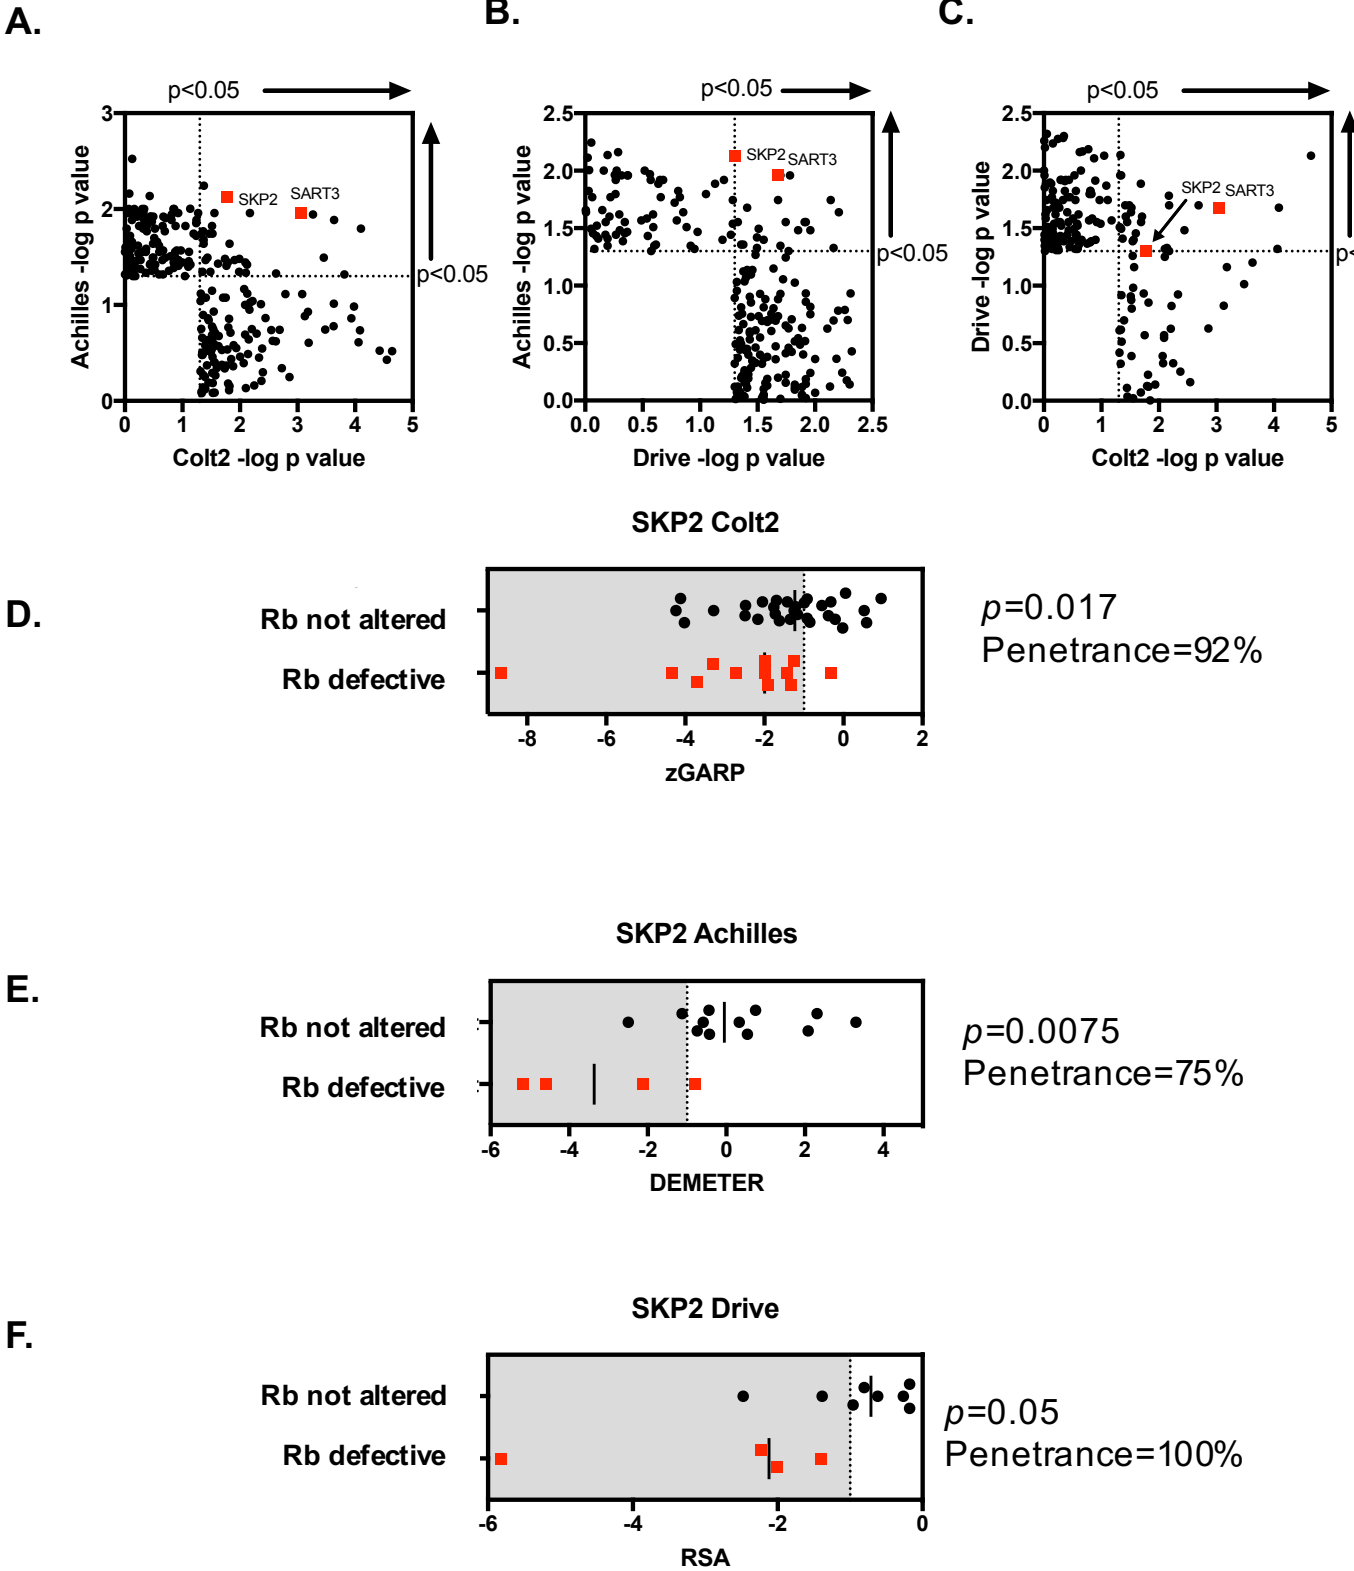 A.
B.
C.
p<0.05
p<0.05
p<0.05
3
2
1
0
Achilles -log p value
SKP2
SART3
p<0.05
0 1 2 3 4 5
Colt2 -log p value
2.5
2.0
1.5
1.0
0.5
0.0
Achilles -log p value
SKP2
SART3
p<0.05
0.0 0.5 1.0 1.5 2.0 2.5
Drive -log p value
2.5
2.0
1.5
1.0
0.5
0.0
Drive -log p value
SKP2
SART3
p<
0 1 2 3 4 5
Colt2 -log p value
SKP2 Colt2
D.
Rb not altered
Rb defective
-8 -6 -4 -2 0 2
zGARP
p=0.017
Penetrance=92%
SKP2 Achilles
E.
Rb not altered
Rb defective
-6 -4 -2 0 2 4
DEMETER
p=0.0075
Penetrance=75%
SKP2 Drive
F.
Rb not altered
Rb defective
-6 -4 -2 0
RSA
p=0.05
Penetrance=100%